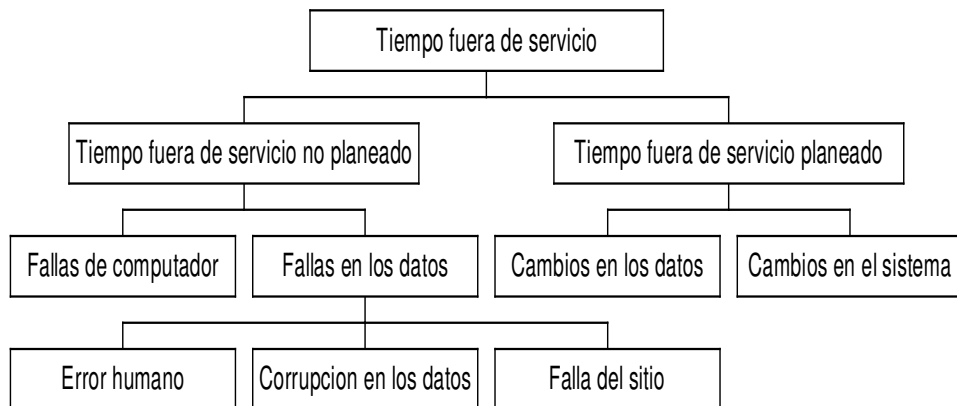 Tiempo fuera de servicio
Tiempo fuera de servicio no planeado
Tiempo fuera de servicio planeado
Fallas de computador
Fallas en los datos
Cambios en los datos
Cambios en el sistema
Error humano
Corrupcion en los datos
Falla del sitio